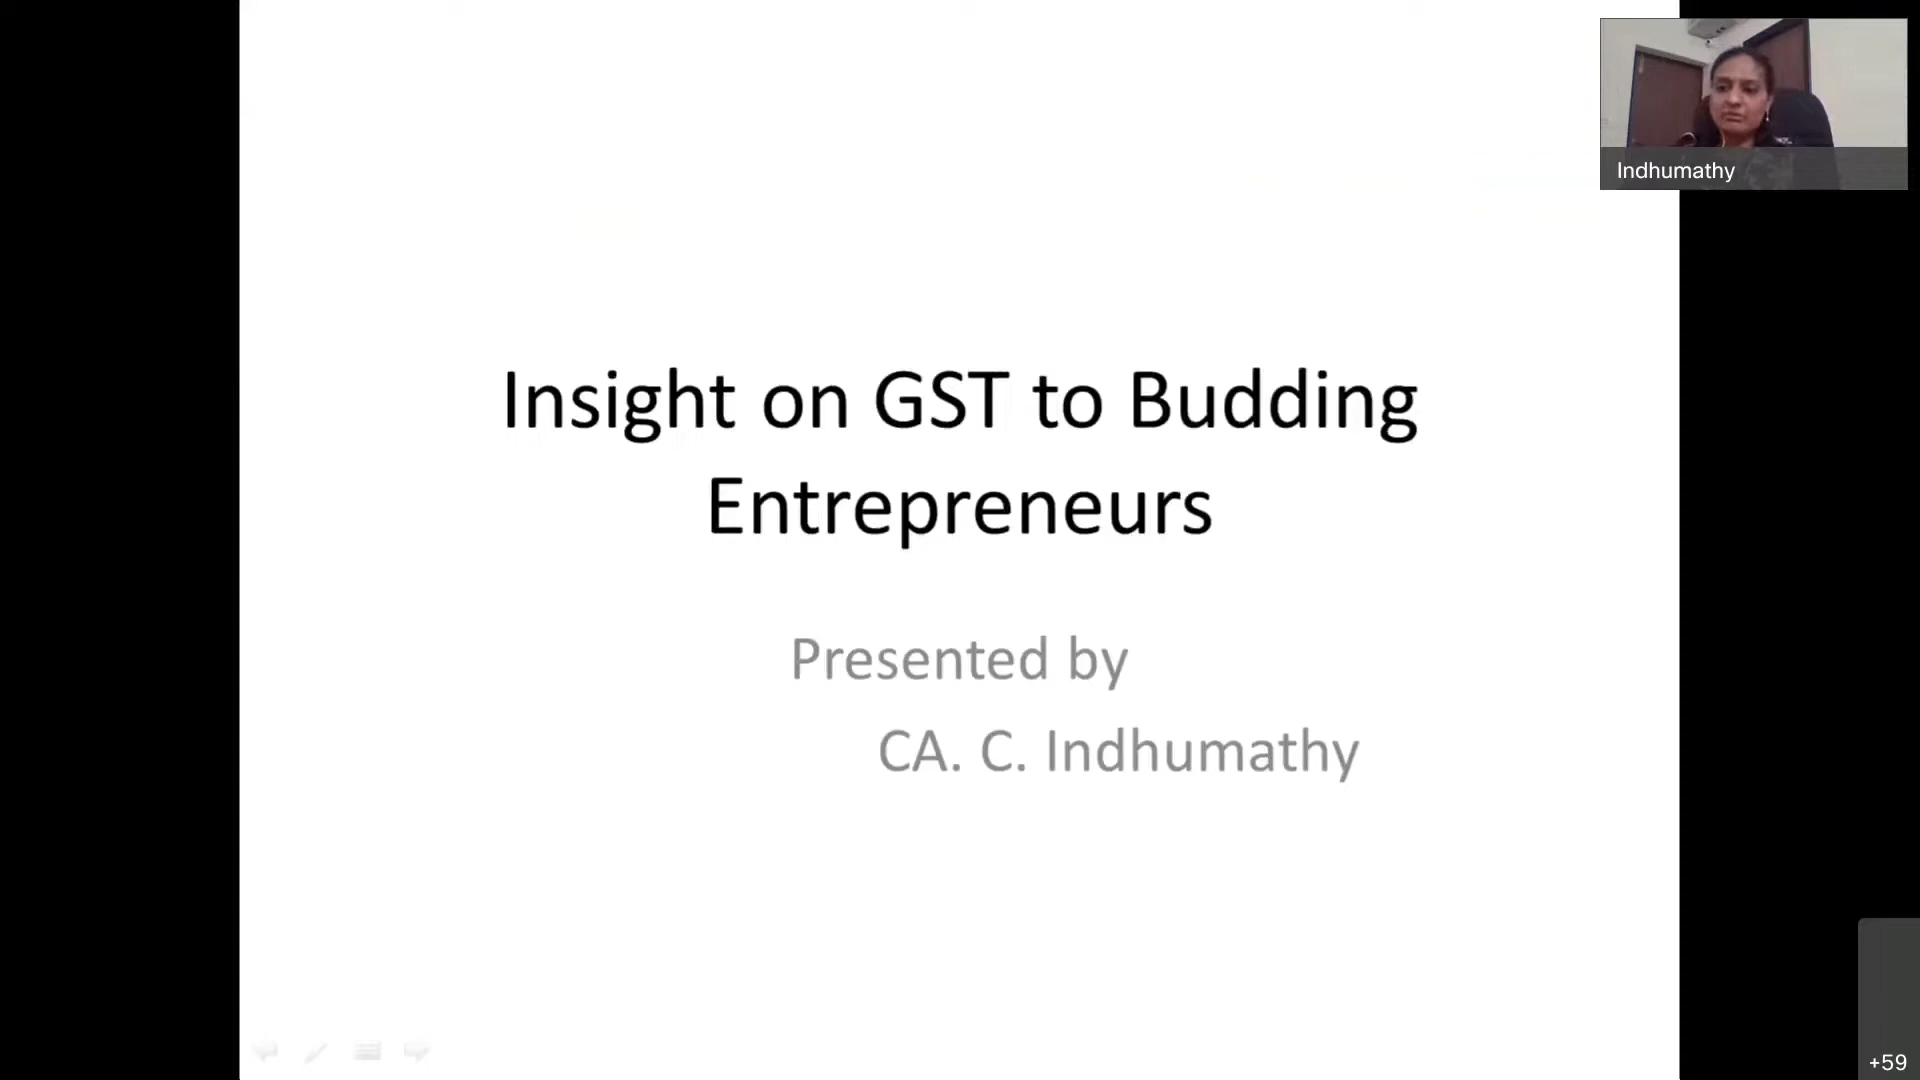 Indhumathy
Insight on GST to Budding
Entrepreneurs
Presented by
CA. C. Indhumathy
+59